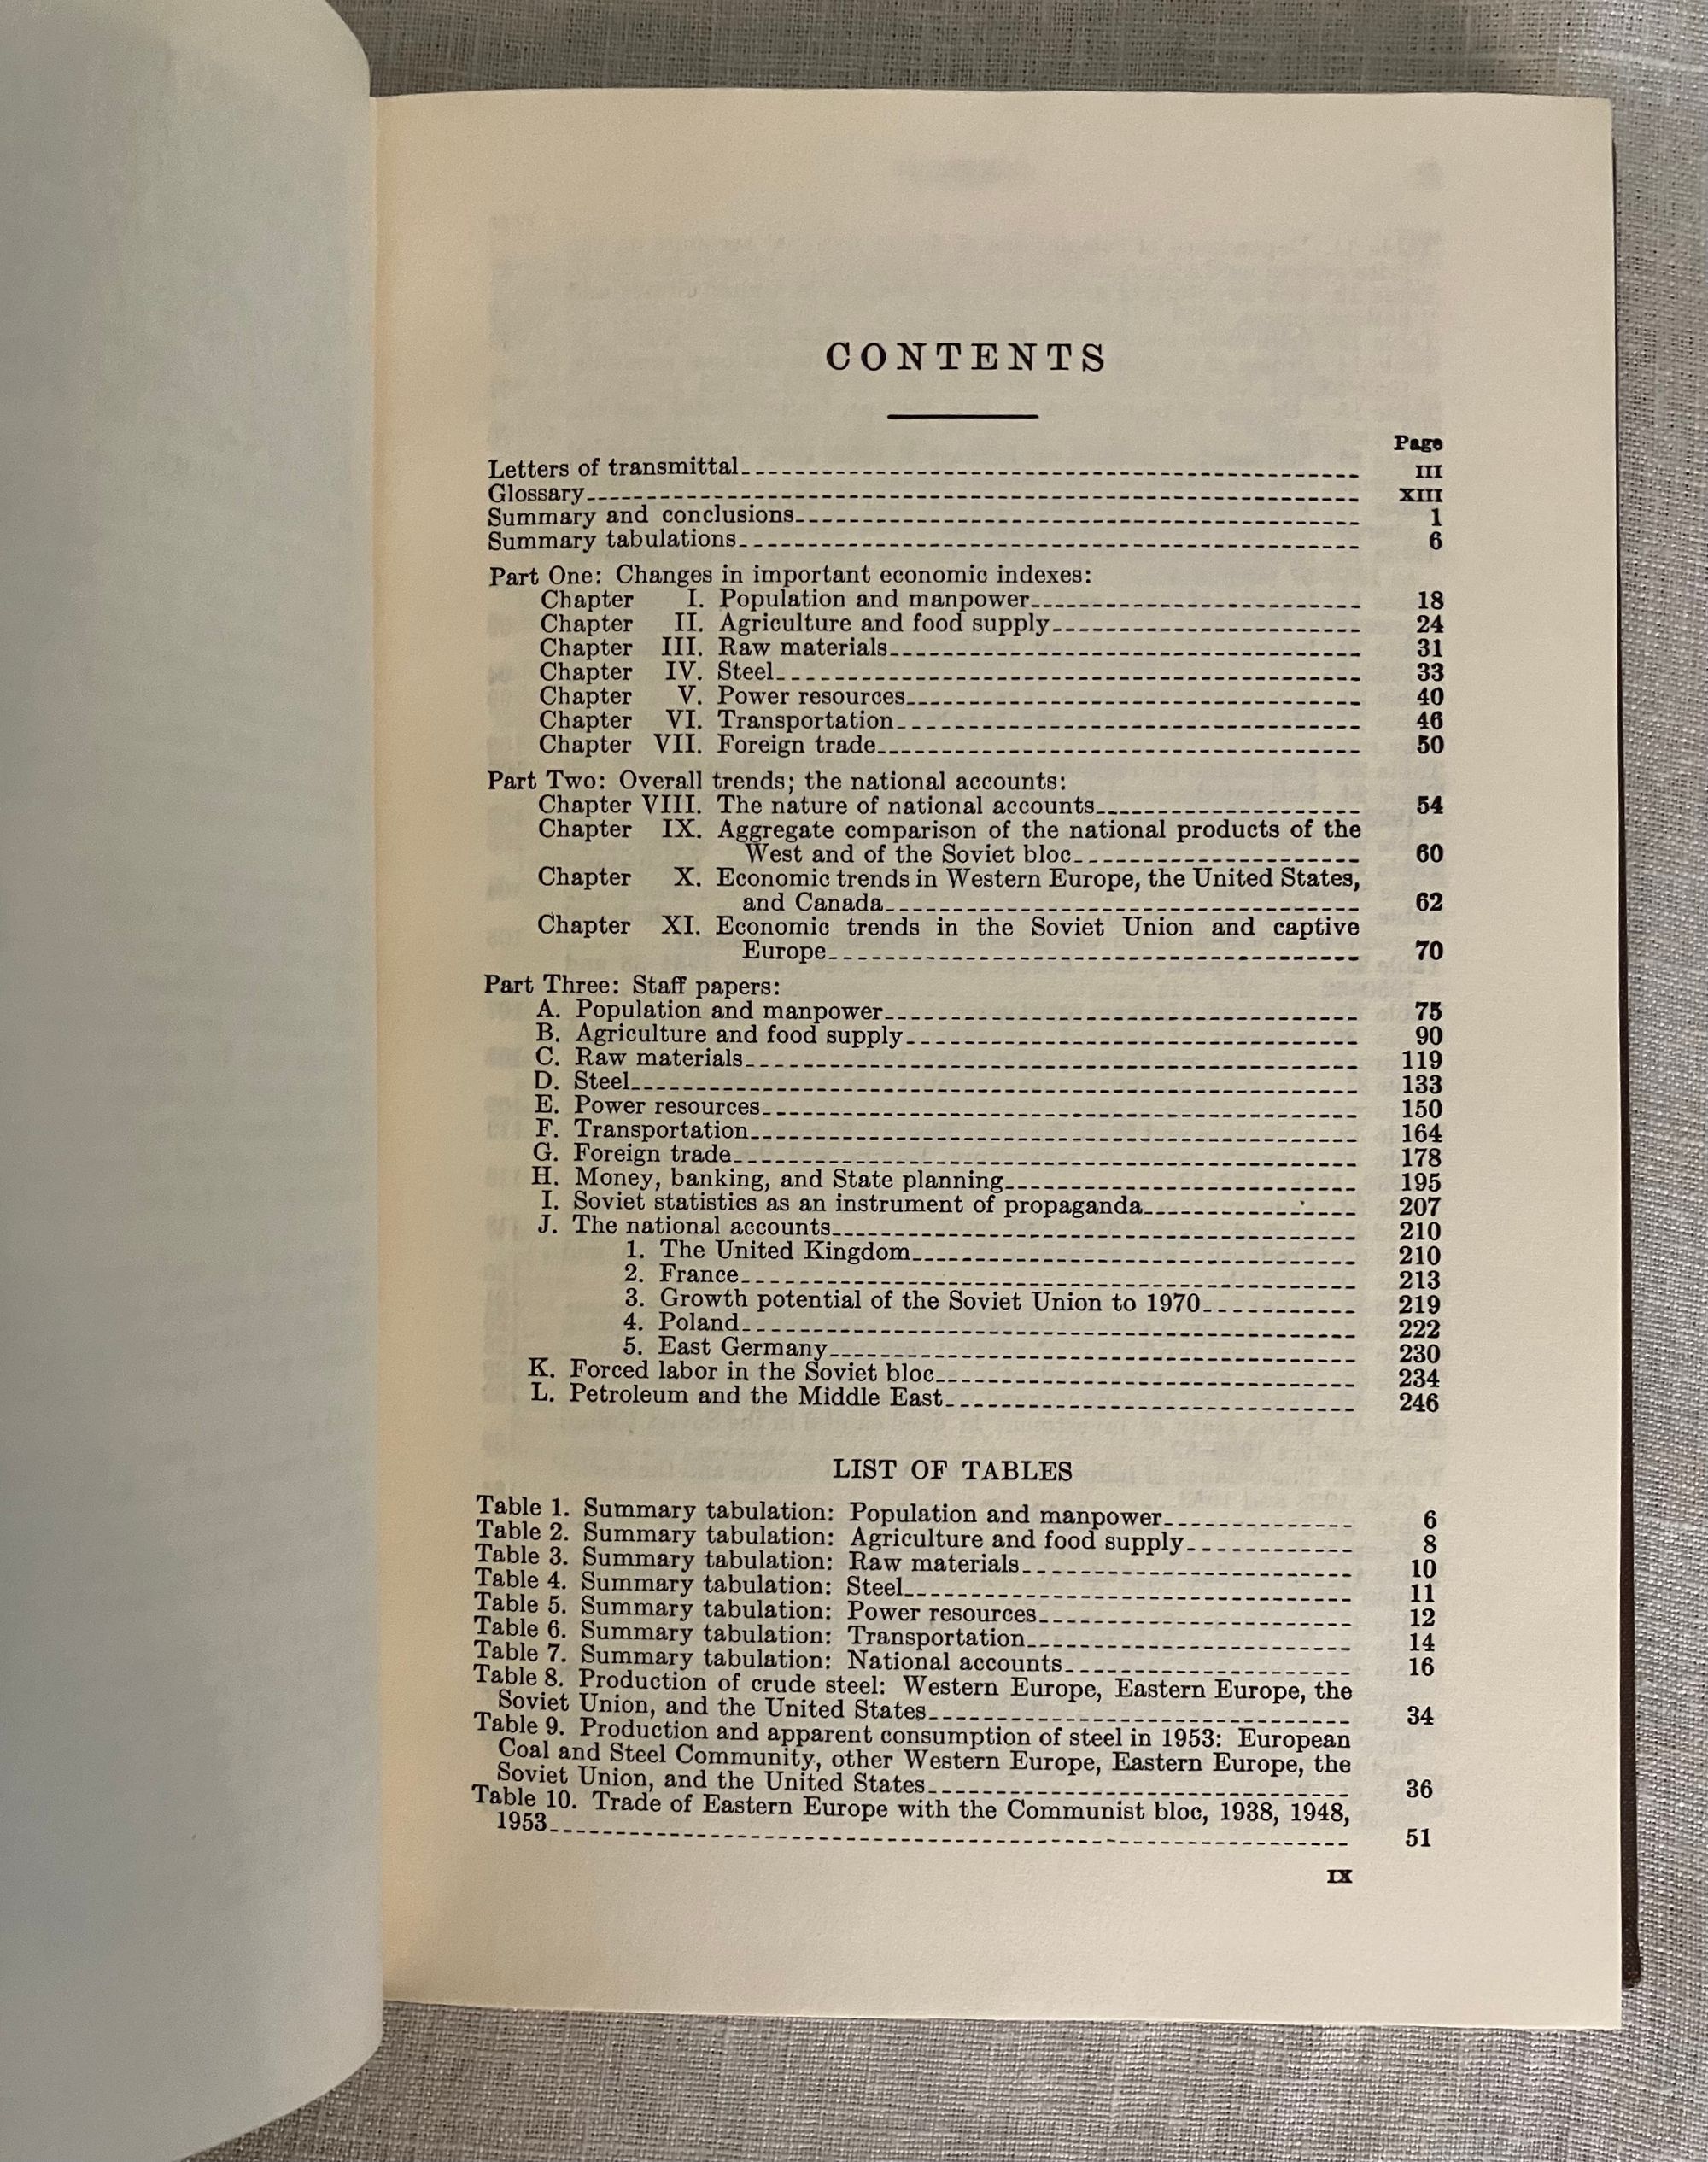 CONTENTS
Page
Letters of transmittal III
Glossary XIII
Summary and conclusions 1
Summary tabulations 6
Part One: Changes in important economic indexes:
Chapter I. Population and manpower 18
Chapter II. Agriculture and food supply 24
Chapter III. Raw materials 31
Chapter IV. Steel 33
Chapter V. Power resources 40
Chapter VI. Transportation 46
Chapter VII. Foreign trade 50
Part Two: Overall trends; the national accounts:
Chapter VIII. The nature of national accounts 54
Chapter IX. Aggregate comparison of the national products of the
West and of the Soviet bloc 60
Chapter X. Economic trends in Western Europe, the United States,
and Canada 62
Chapter XI. Economic trends in the Soviet Union and captive
Europe 70
Part Three: Staff papers:
A. Population and manpower 75
B. Agriculture and food supply 90
C. Raw materials 119
D. Steel 133
E. Power resources 150
F. Transportation 164
G. Foreign trade 178
H. Money, banking, and State planning 195
I. Soviet statistics as an instrument of propaganda 207
J. The national accounts 210
1. The United Kingdom 210
2. France 213
3. Growth potential of the Soviet Union to 1970 219
4. Poland 222
5. East Germany 230
K. Forced labor in the Soviet bloc 234
L. Petroleum and the Middle East 246
LIST OF TABLES
Table 1. Summary tabulation: Population and manpower 6
Table 2. Summary tabulation: Agriculture and food supply 8
Table 3. Summary tabulation: Raw materials 10
Table 4. Summary tabulation: Steel 11
Table 5. Summary tabulation: Power resources 12
Table 6. Summary tabulation: Transportation 14
Table 7. Summary tabulation: National accounts 16
Table 8. Production of crude steel: Western Europe, Eastern Europe, the
Soviet Union, and the United States 34
Table 9. Production and apparent consumption of steel in 1953: European
Coal and Steel Community, other Western Europe, Eastern Europe, the
Soviet Union, and the United States 36
Table 10. Trade of Eastern Europe with the Communist bloc, 1938, 1948,
1953 51
IX